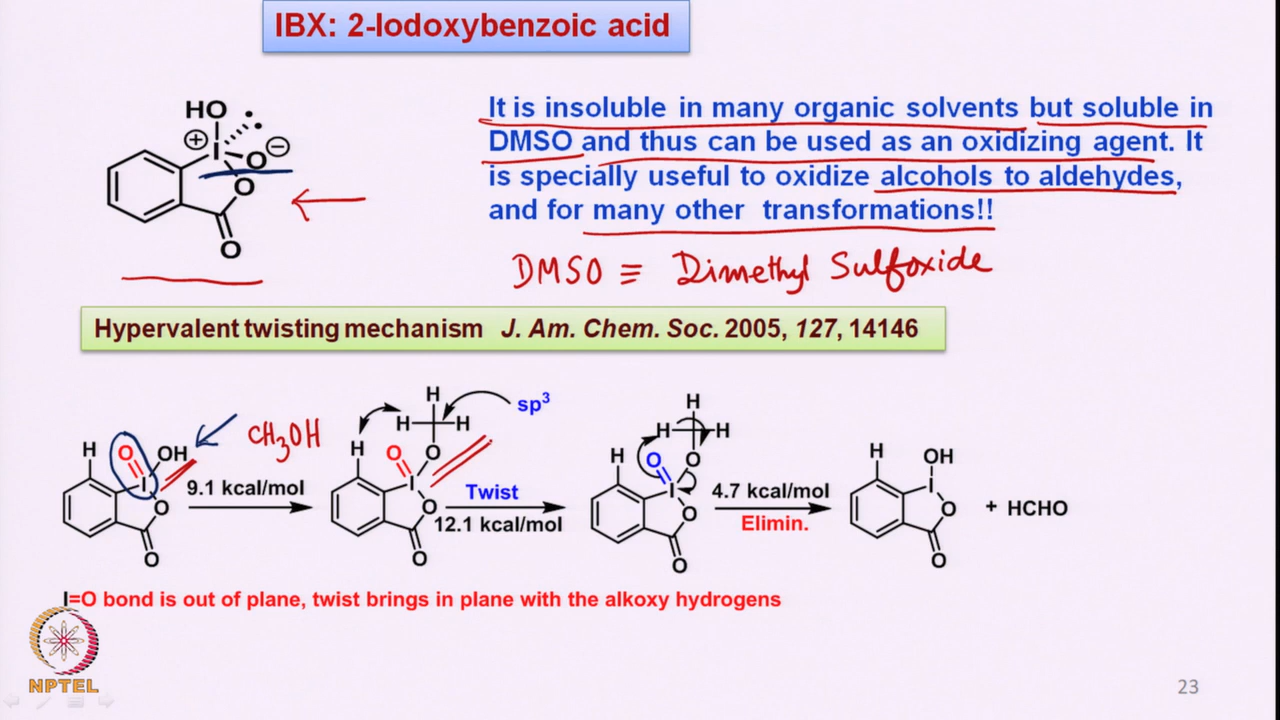 IBX: 2-Iodoxybenzoic acid
HO
+
I
O
−
O
O
It is insoluble in many organic solvents but soluble in
DMSO and thus can be used as an oxidizing agent. It
is specially useful to oxidize alcohols to aldehydes,
and for many other transformations!!
DMSO ≡ Dimethyl Sulfoxide
Hypervalent twisting mechanism J. Am. Chem. Soc. 2005, 127, 14146
H O OH
I
O
O
CH3OH
9.1 kcal/mol
H
H H
sp3
H O O
I
O
O
Twist
12.1 kcal/mol
H
H H
H O O
I
O
O
4.7 kcal/mol
Elimin.
H OH
I
O
O
+ HCHO
I=O bond is out of plane, twist brings in plane with the alkoxy hydrogens
NPTEL
23